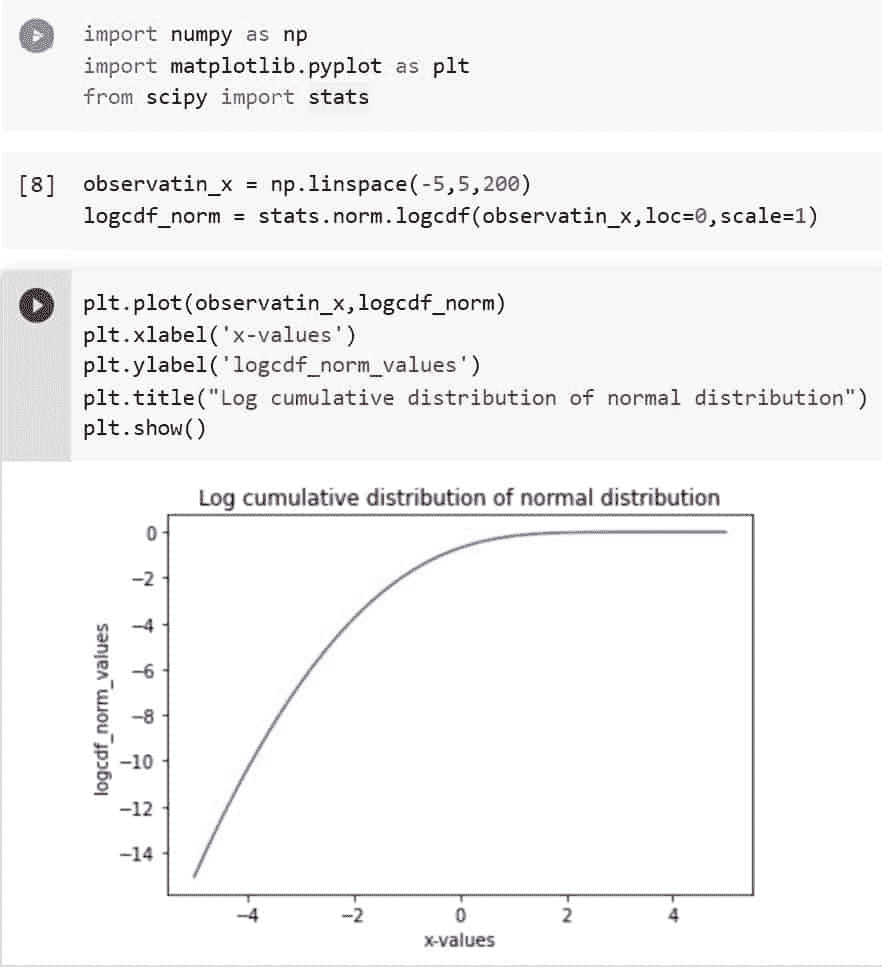 import numpy as np
import matplotlib.pyplot as plt
from scipy import stats
[8] observatin_x = np.linspace(-5,5,200)
logcdf_norm = stats.norm.logcdf(observatin_x,loc=0,scale=1)
plt.plot(observatin_x,logcdf_norm)
plt.xlabel('x-values')
plt.ylabel('logcdf_norm_values')
plt.title("Log cumulative distribution of normal distribution")
plt.show()
Log cumulative distribution of normal distribution
0
−2
−4
−6
−8
−10
−12
−14
logcdf_norm_values
−4 −2 0 2 4
x-values